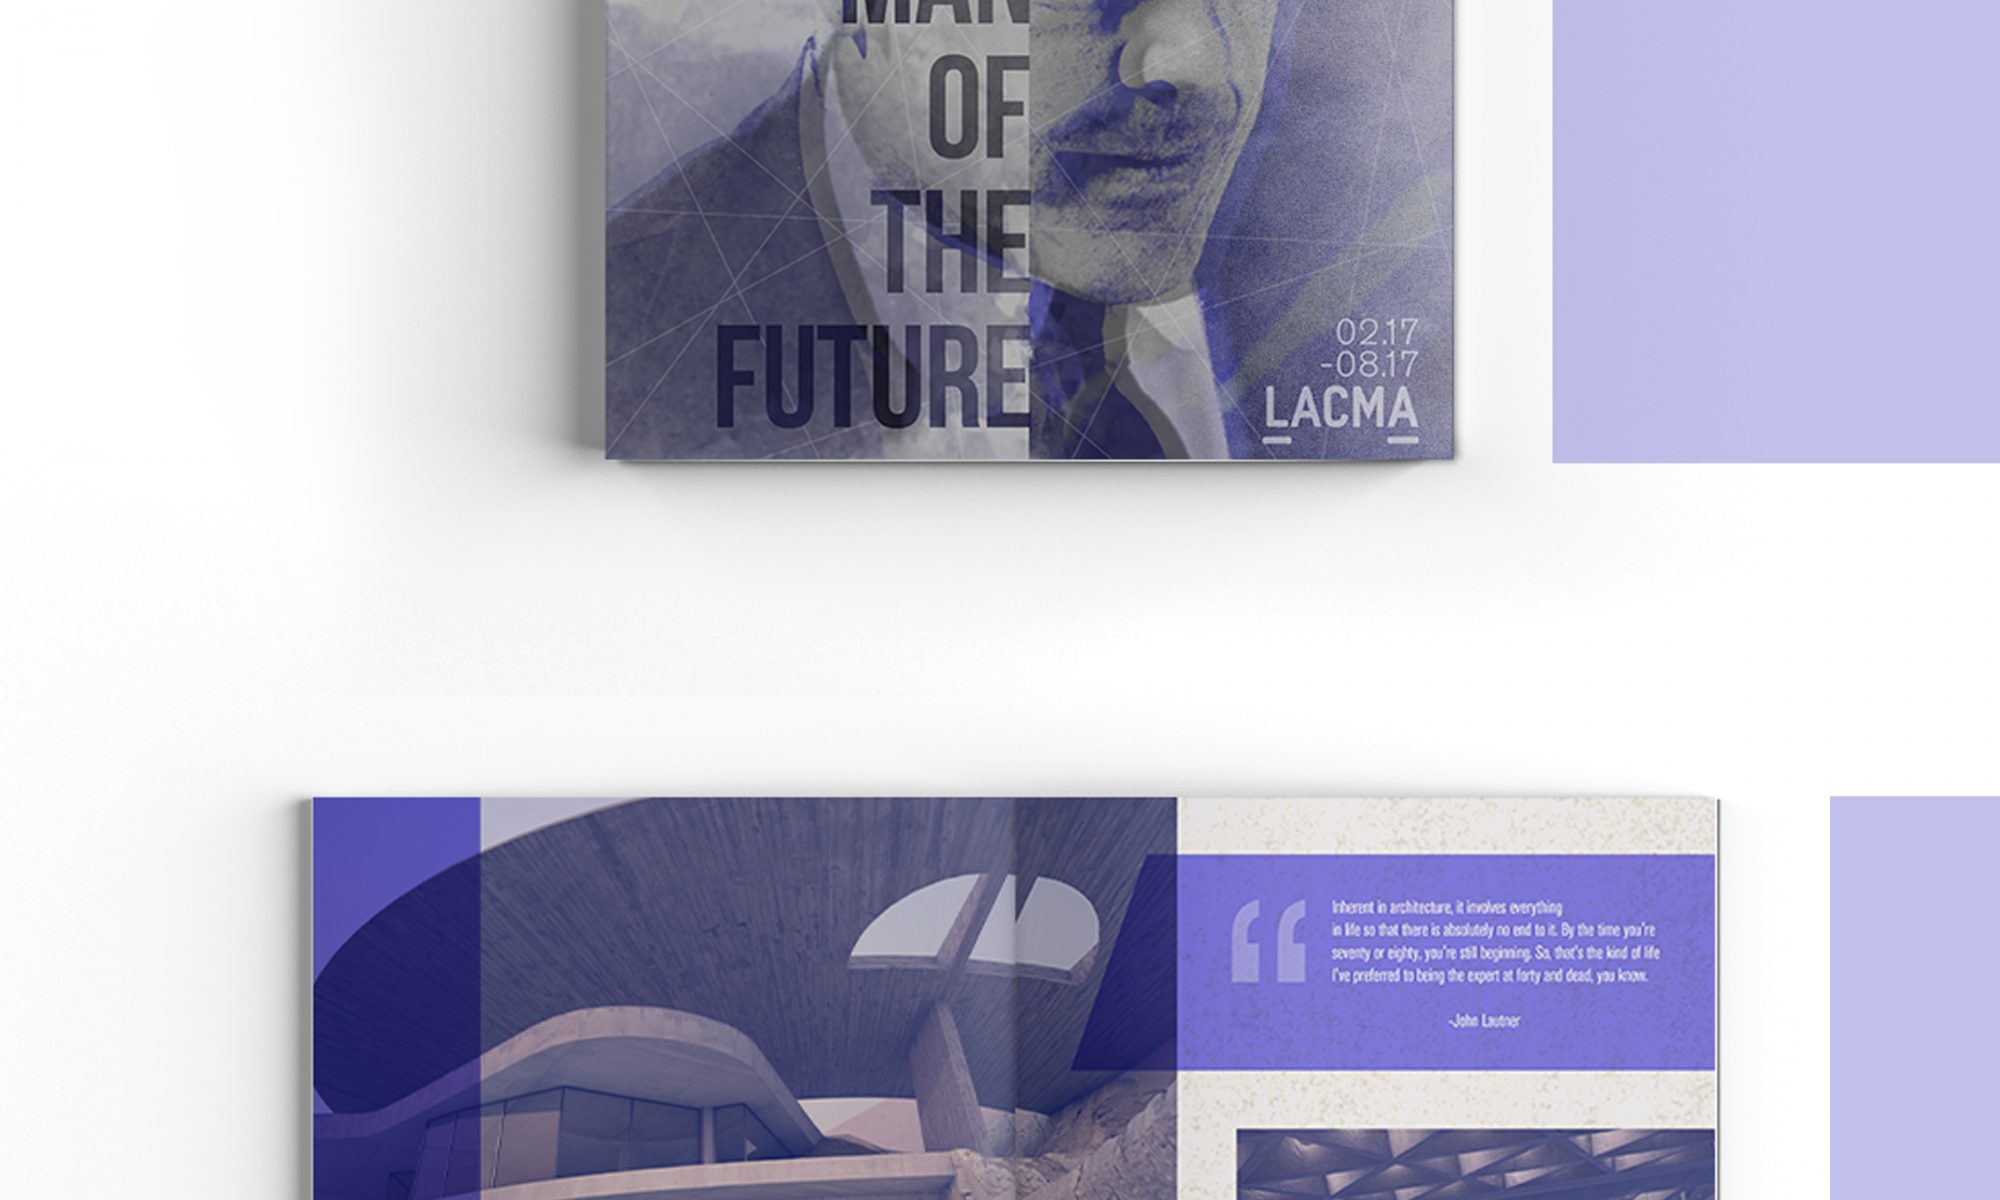 MAN
OF
THE
FUTURE
02.17
-08.17
LACMA
“
Inherent in architecture, it involves everything
in life so that there is absolutely no end to it. By the time you're
seventy or eighty, you're still beginning. So, that's the kind of life
I've preferred to being the expert at forty and dead, you know.
-John Lautner